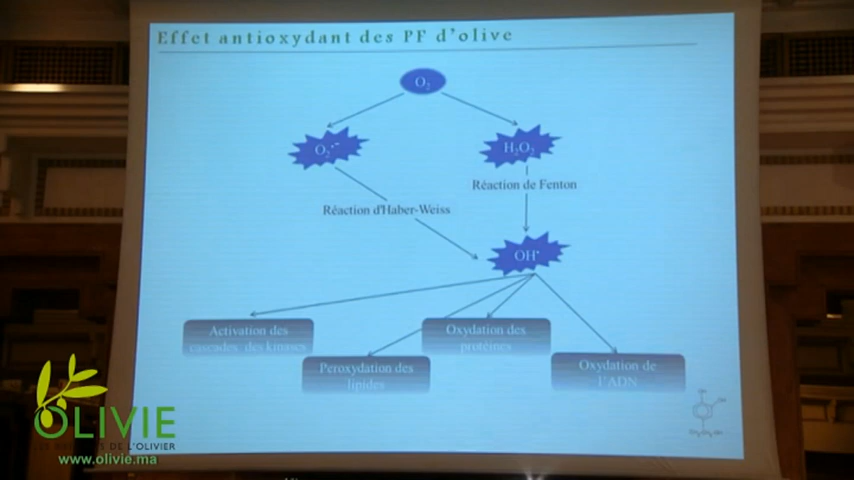 Effet antioxydant des PF d'olive
O₂
O₂•⁻
H₂O₂
Réaction de Fenton
Réaction d'Haber-Weiss
OH•
Activation des
cascades des kinases
Oxydation des
protéines
Peroxydation des
lipides
Oxydation de
l'ADN
OLIVIE
DE L'OLIVIER
www.olivie.ma